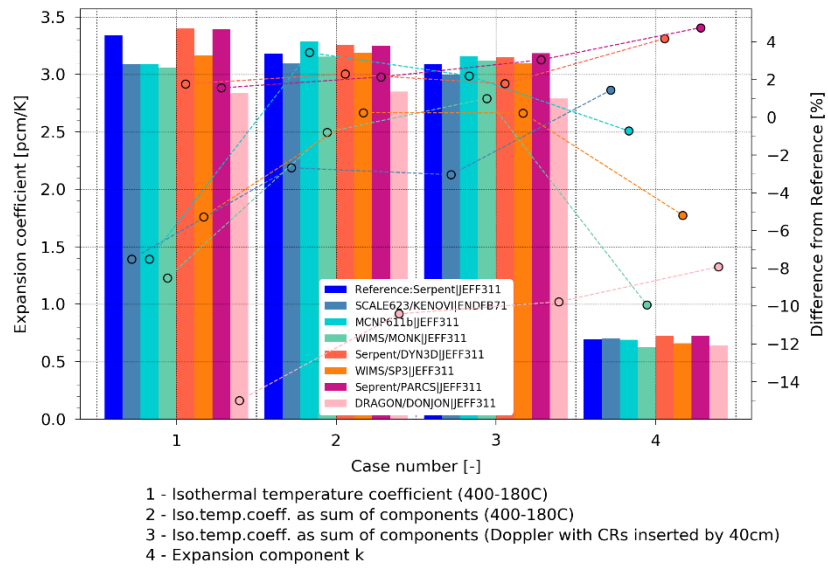 3.5
3.0
2.5
2.0
1.5
1.0
0.5
0.0
Expansion coefficient [pcm/K]
4
2
0
−2
−4
−6
−8
−10
−12
−14
Difference from Reference [%]
Reference:Serpent|JEFF311
SCALE623/KENOVI|ENDFB71
MCNP611b|JEFF311
WIMS/MONK|JEFF311
Serpent/DYN3D|JEFF311
WIMS/SP3|JEFF311
Seprent/PARCS|JEFF311
DRAGON/DONJON|JEFF311
1 2 3 4
Case number [-]
1 - Isothermal temperature coefficient (400-180C)
2 - Iso.temp.coeff. as sum of components (400-180C)
3 - Iso.temp.coeff. as sum of components (Doppler with CRs inserted by 40cm)
4 - Expansion component k